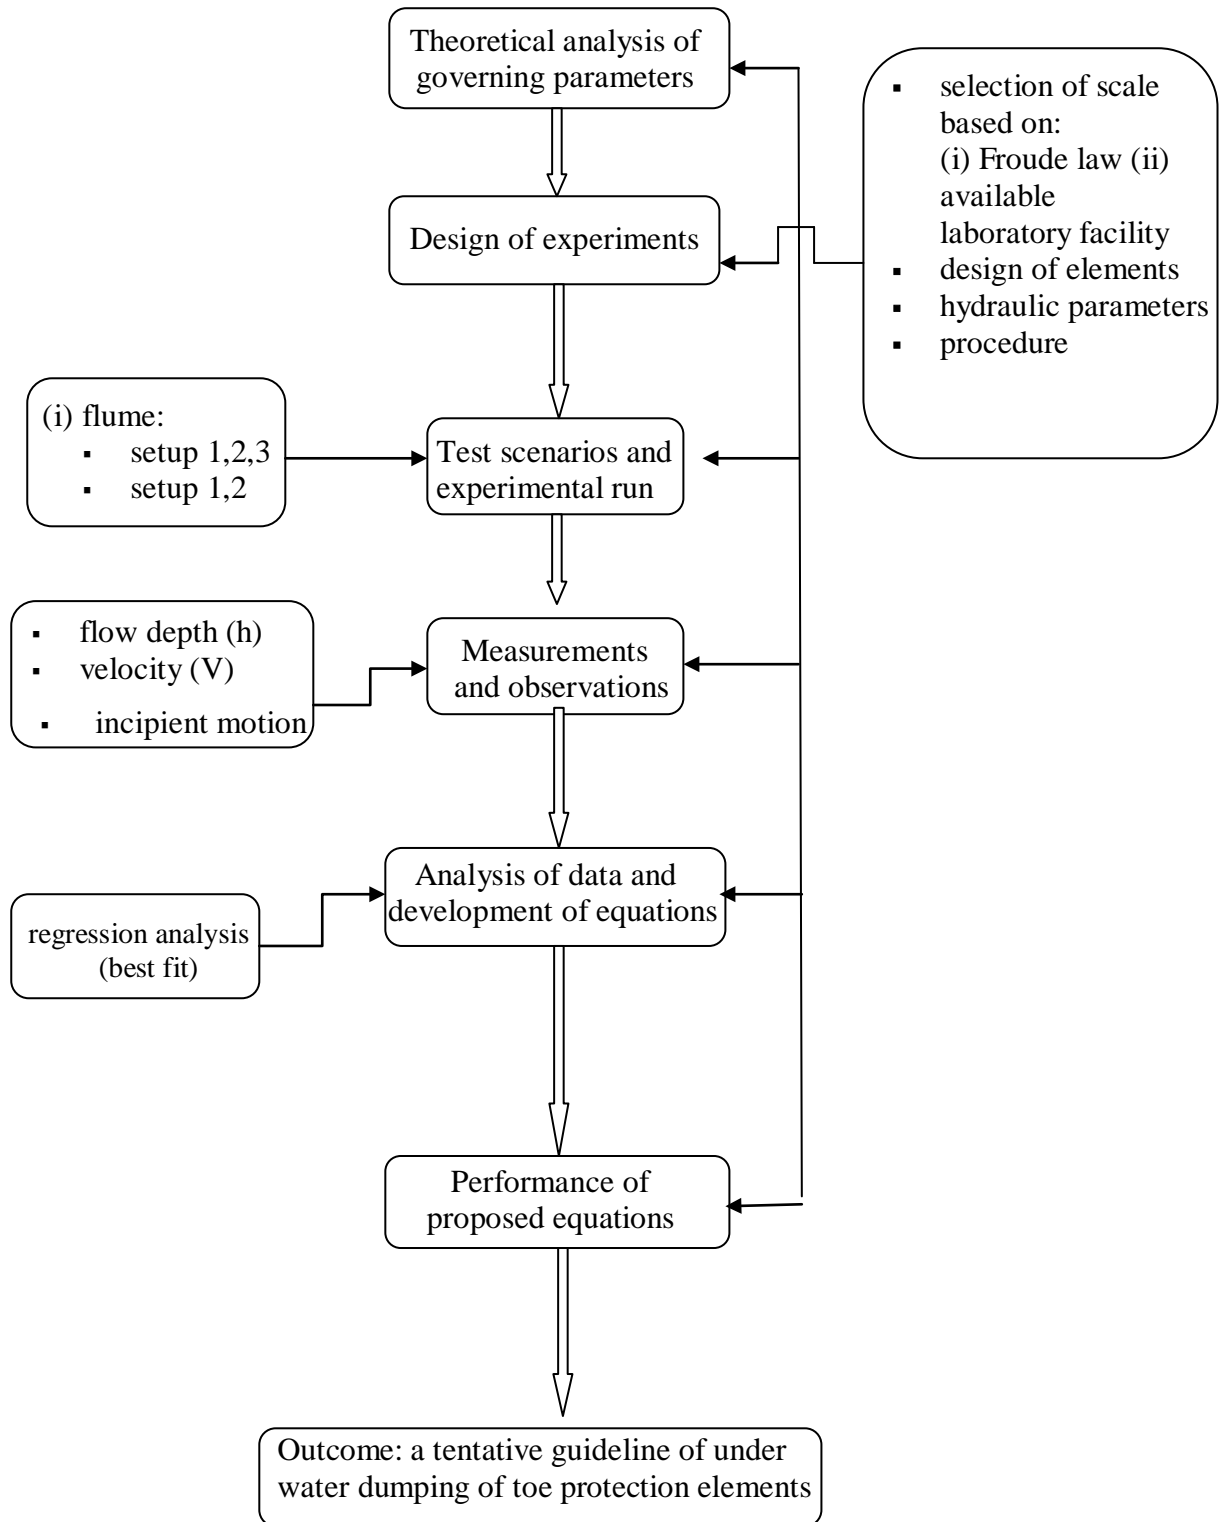 Theoretical analysis of
governing parameters
▪ selection of scale
based on:
(i) Froude law (ii)
available
laboratory facility
▪ design of elements
▪ hydraulic parameters
▪ procedure
Design of experiments
(i) flume:
▪ setup 1,2,3
▪ setup 1,2
Test scenarios and
experimental run
▪ flow depth (h)
▪ velocity (V)
▪ incipient motion
Measurements
and observations
Analysis of data and
development of equations
regression analysis
(best fit)
Performance of
proposed equations
Outcome: a tentative guideline of under
water dumping of toe protection elements